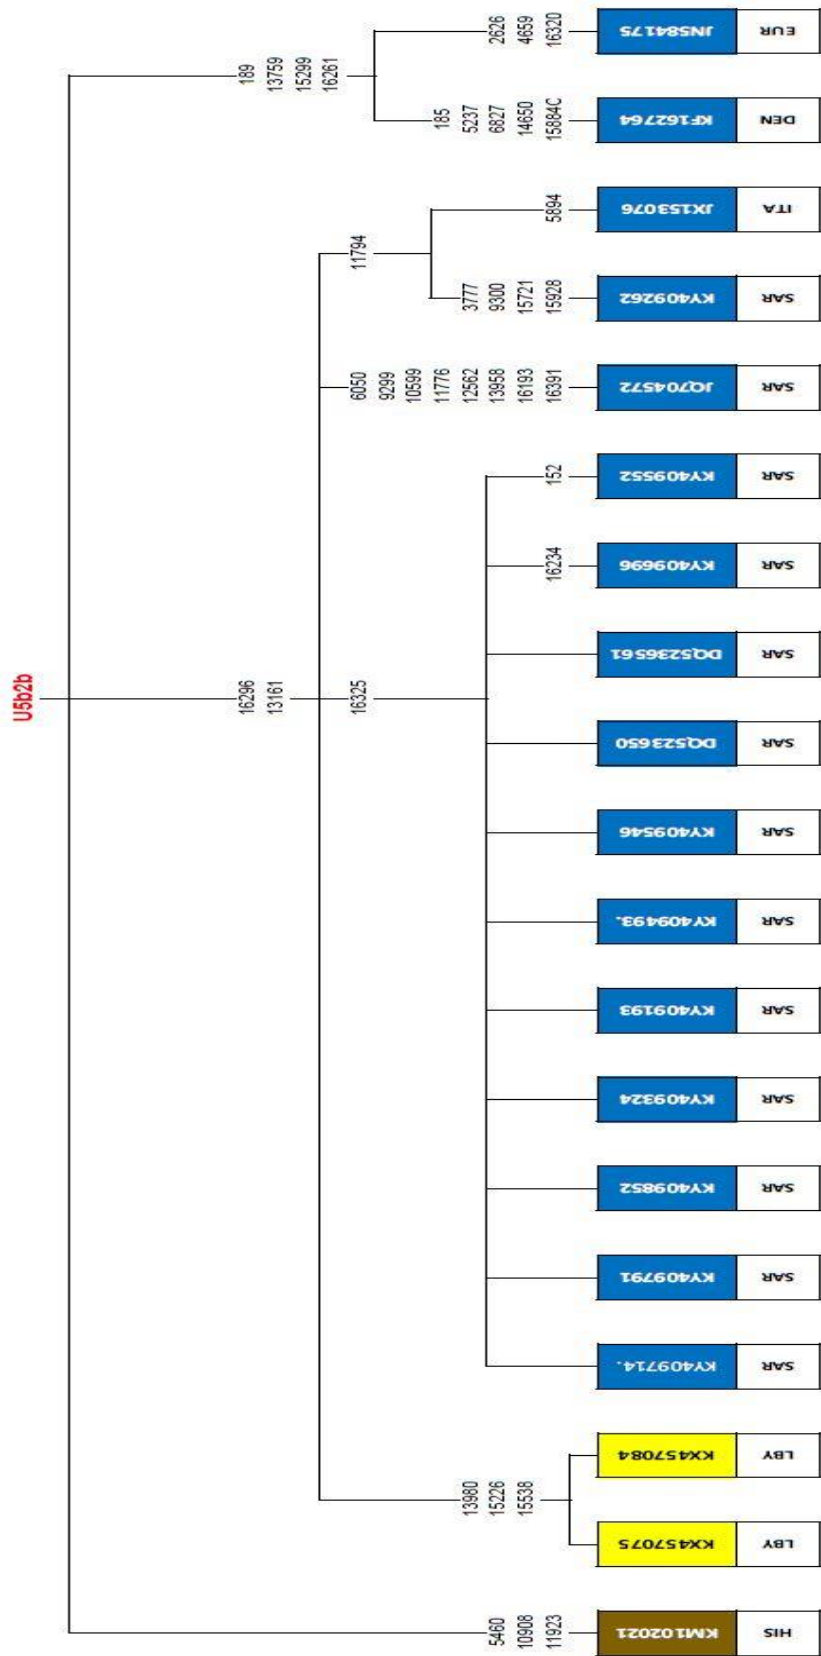 U5b2b
189
13759
15299
16261
2626
4659
16320
JN584175
EUR
185
5237
6827
14650
15884C
KF162764
DEN
16296
13161
11794
5894
JX153076
ITA
3777
9300
15721
15928
KY409262
SAR
6050
9299
10599
11776
12562
13958
16193
16391
JQ704572
SAR
16325
152
KY409552
SAR
16234
KY409696
SAR
DQ5236561
SAR
DQ523650
SAR
KY409546
SAR
KY409493.
SAR
KY409193
SAR
KY409324
SAR
KY409852
SAR
KY409791
SAR
KY409714.
SAR
13980
15226
15538
KX457084
LBY
KX457075
LBY
5460
10908
11923
KM102021
HIS